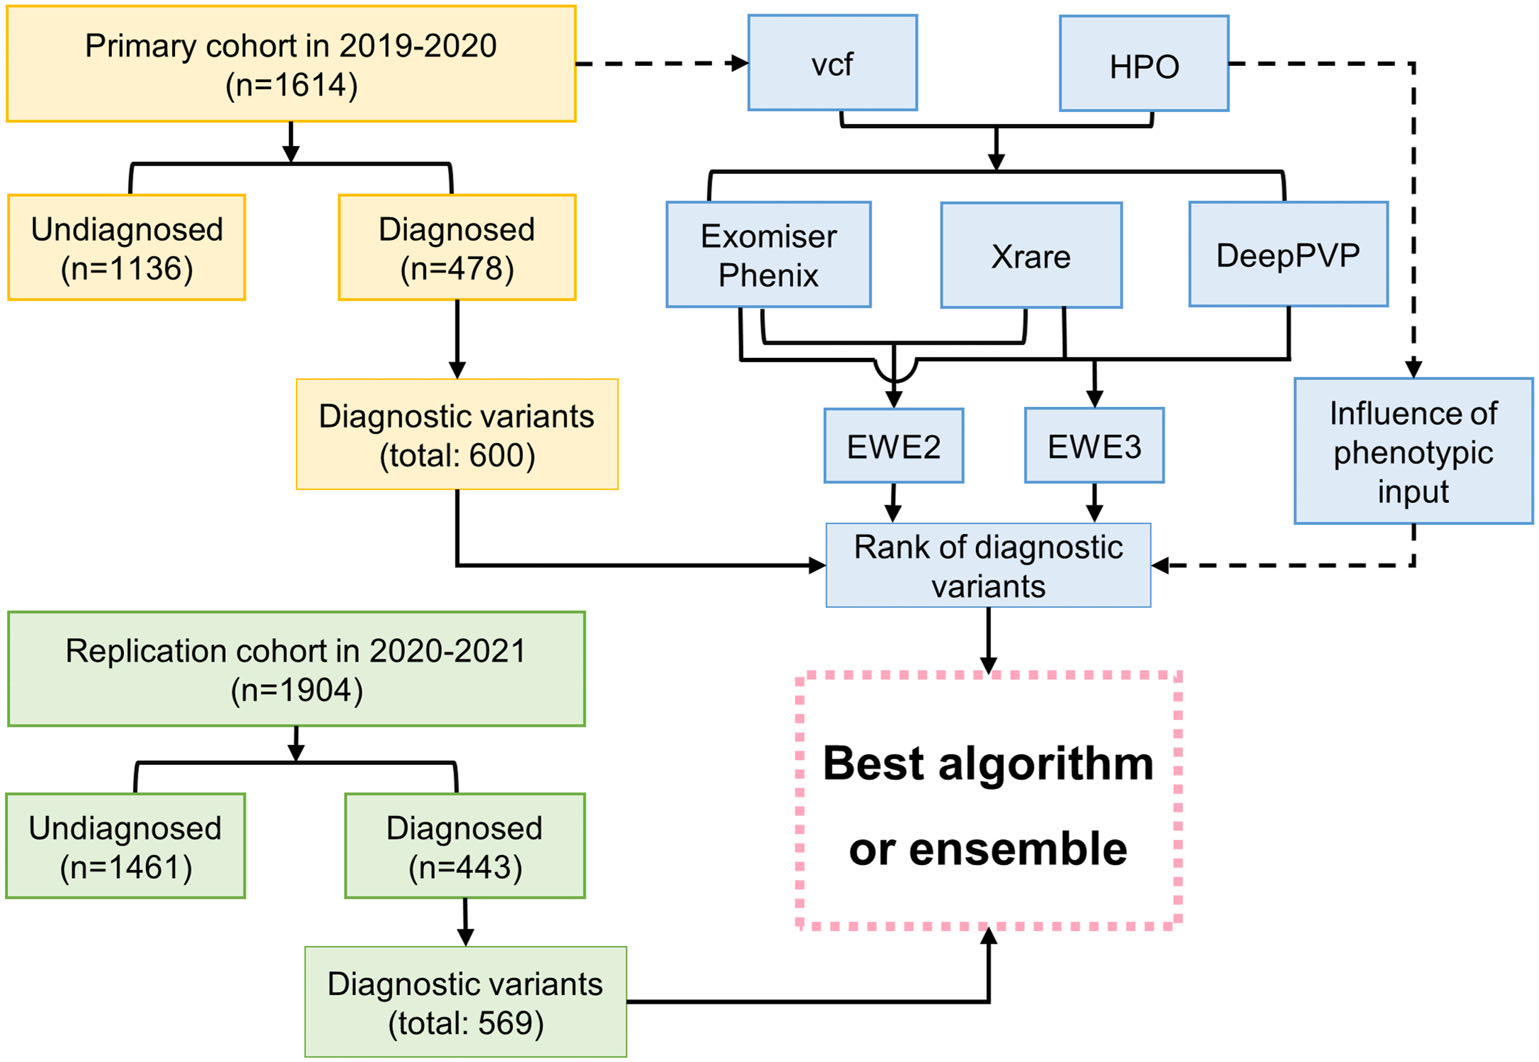 Primary cohort in 2019-2020
(n=1614)
vcf
HPO
Undiagnosed
(n=1136)
Diagnosed
(n=478)
Exomiser
Phenix
Xrare
DeepPVP
Diagnostic variants
(total: 600)
EWE2
EWE3
Influence of
phenotypic
input
Rank of diagnostic
variants
Replication cohort in 2020-2021
(n=1904)
Undiagnosed
(n=1461)
Diagnosed
(n=443)
Best algorithm
or ensemble
Diagnostic variants
(total: 569)